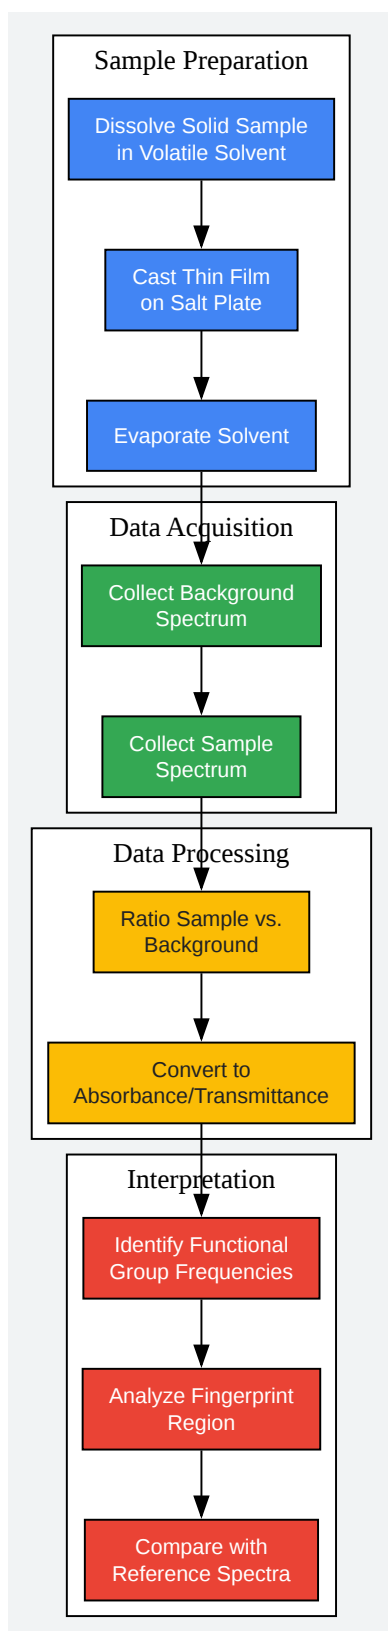 Sample Preparation
Dissolve Solid Sample
in Volatile Solvent
Cast Thin Film
on Salt Plate
Evaporate Solvent
Data Acquisition
Collect Background
Spectrum
Collect Sample
Spectrum
Data Processing
Ratio Sample vs.
Background
Convert to
Absorbance/Transmittance
Interpretation
Identify Functional
Group Frequencies
Analyze Fingerprint
Region
Compare with
Reference Spectra